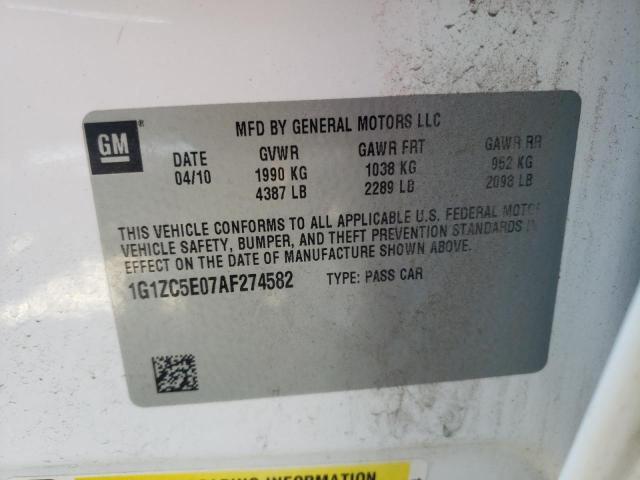 GM ®
MFD BY GENERAL MOTORS LLC
DATE GVWR GAWR FRT GAWR RR
04/10 1990 KG 1038 KG 952 KG
4387 LB 2289 LB 2098 LB
THIS VEHICLE CONFORMS TO ALL APPLICABLE U.S. FEDERAL MOTOR
VEHICLE SAFETY, BUMPER, AND THEFT PREVENTION STANDARDS IN
EFFECT ON THE DATE OF MANUFACTURE SHOWN ABOVE.
1G1ZC5E07AF274582 TYPE: PASS CAR
INFORMATION